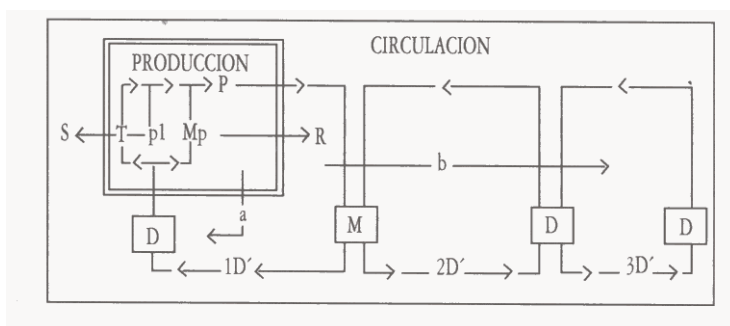 CIRCULACION
PRODUCCION
P
S T p1 Mp R
b
a
D M D D
1D´ 2D´ 3D´